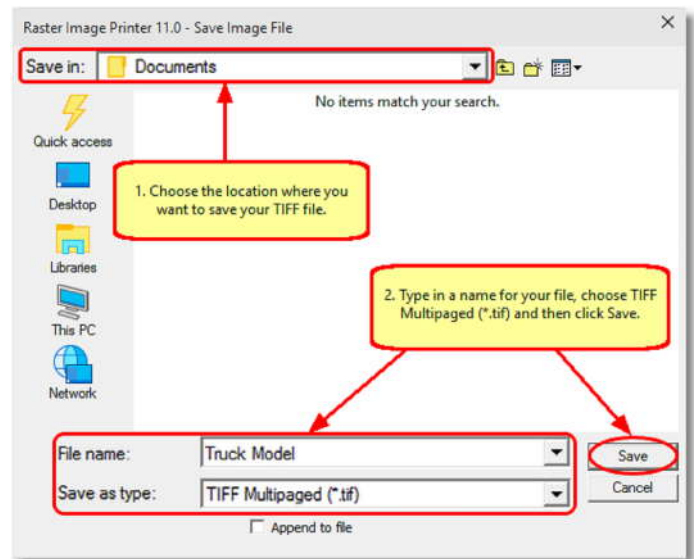 Raster Image Printer 11.0 - Save Image File
Save in: Documents
No items match your search.
Quick access
Desktop
Libraries
This PC
Network
1. Choose the location where you
want to save your TIFF file.
2. Type in a name for your file, choose TIFF
Multipaged (*.tif) and then click Save.
File name: Truck Model
Save
Save as type: TIFF Multipaged (*.tif)
Cancel
Append to file